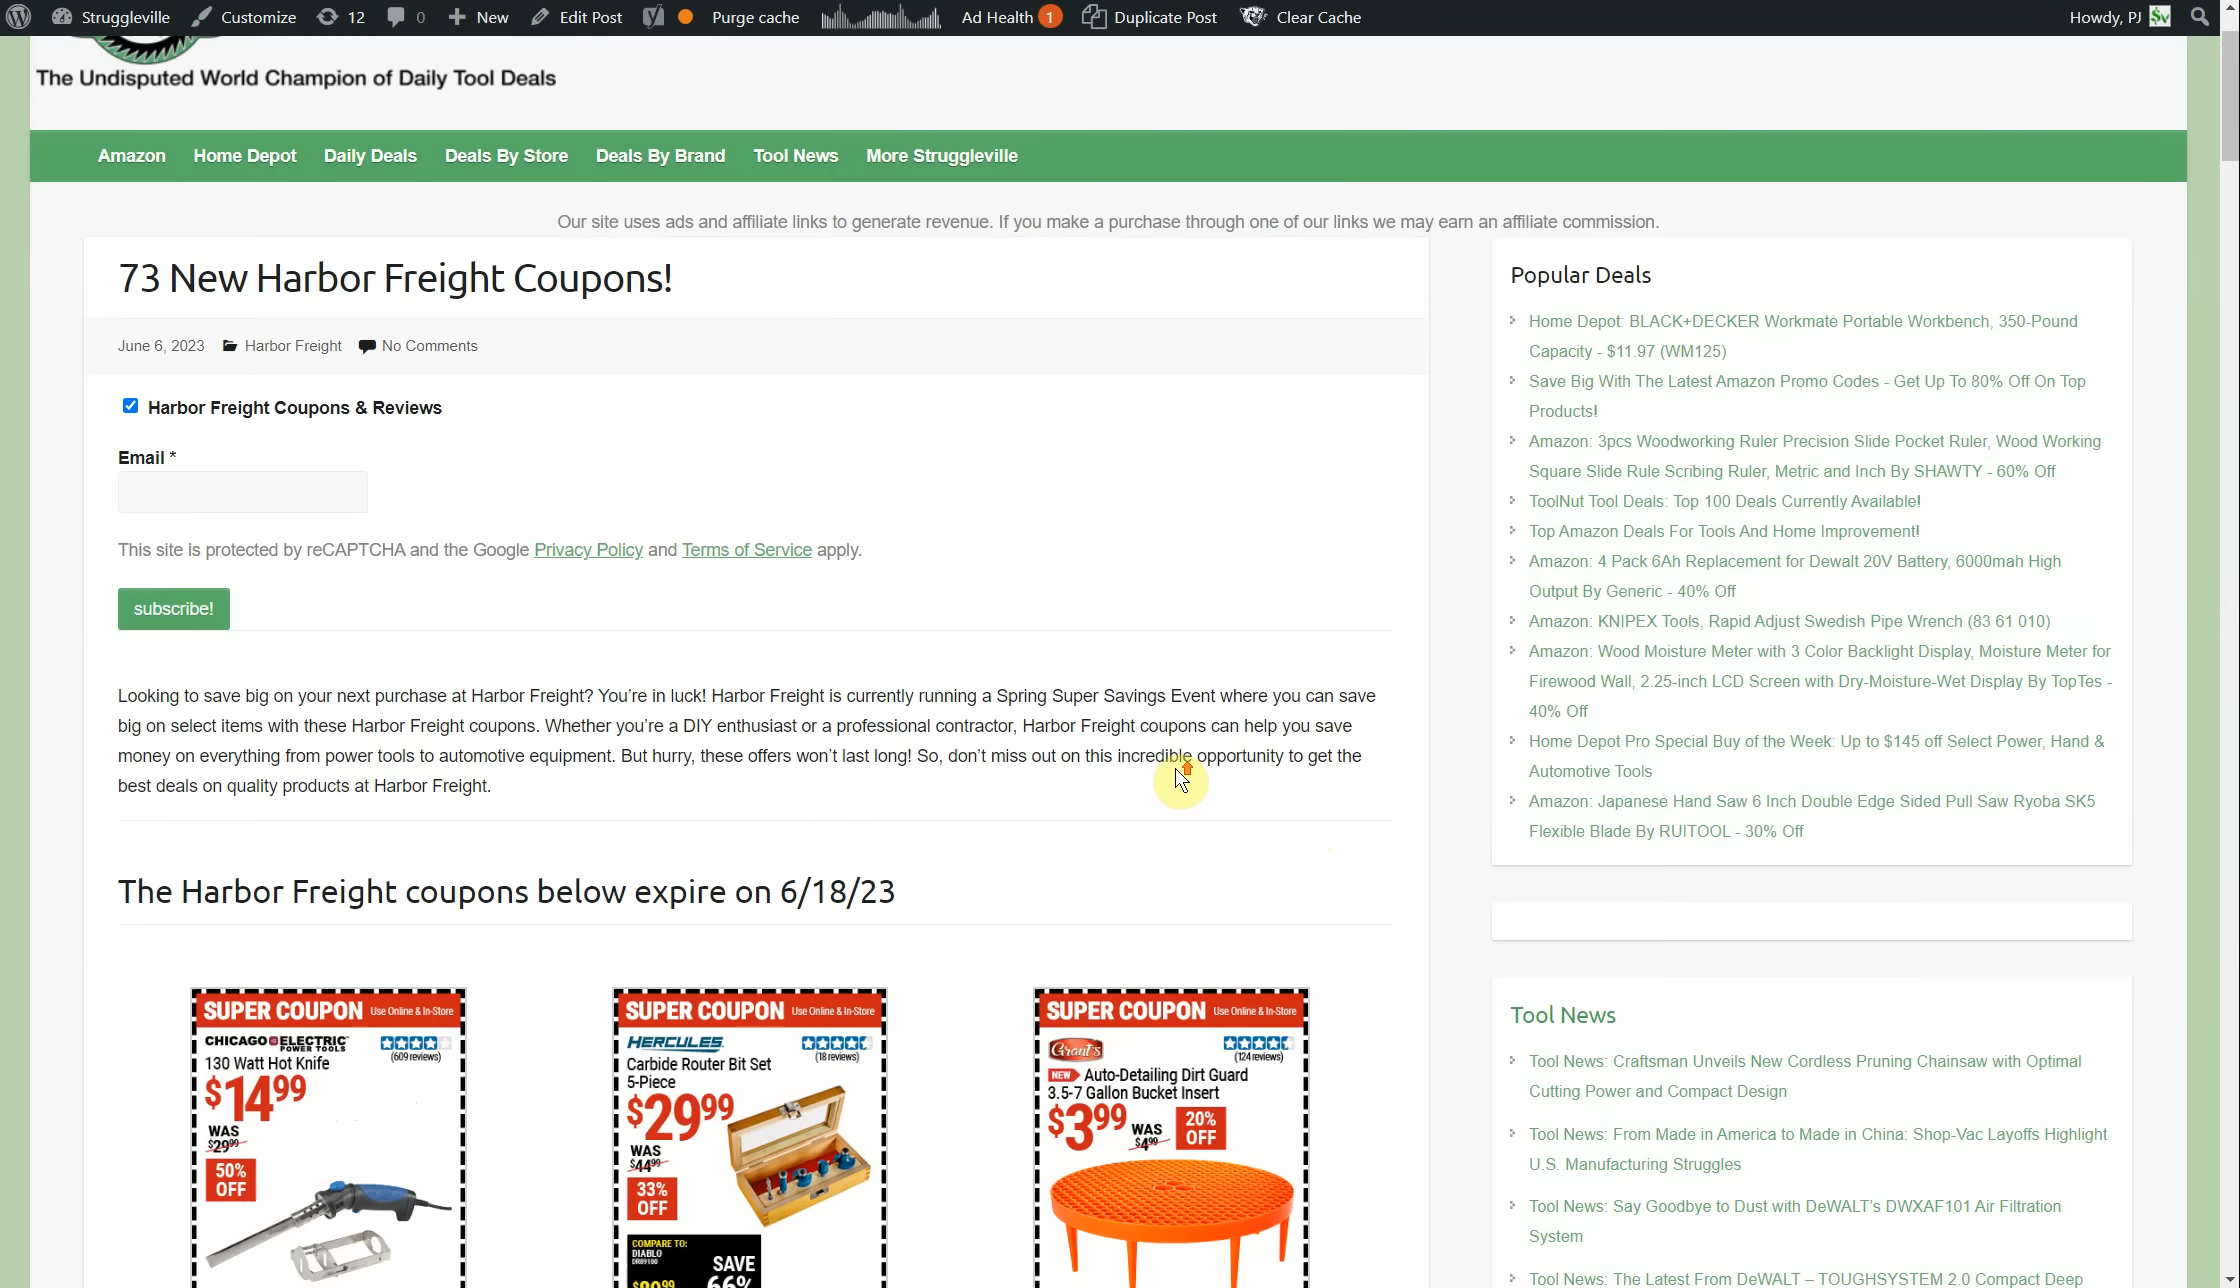 Struggleville Customize 12 0 New Edit Post Purge cache Ad Health 1 Duplicate Post Clear Cache Howdy, PJ
The Undisputed World Champion of Daily Tool Deals
Amazon Home Depot Daily Deals Deals By Store Deals By Brand Tool News More Struggleville
Our site uses ads and affiliate links to generate revenue. If you make a purchase through one of our links we may earn an affiliate commission.
73 New Harbor Freight Coupons!
June 6, 2023 Harbor Freight No Comments
Harbor Freight Coupons & Reviews
Email *
This site is protected by reCAPTCHA and the Google Privacy Policy and Terms of Service apply.
subscribe!
Looking to save big on your next purchase at Harbor Freight? You're in luck! Harbor Freight is currently running a Spring Super Savings Event where you can save
big on select items with these Harbor Freight coupons. Whether you're a DIY enthusiast or a professional contractor, Harbor Freight coupons can help you save
money on everything from power tools to automotive equipment. But hurry, these offers won't last long! So, don't miss out on this incredible opportunity to get the
best deals on quality products at Harbor Freight.
The Harbor Freight coupons below expire on 6/18/23
SUPER COUPON Use Online & In-Store
CHICAGO ELECTRIC
POWER TOOLS
(609 reviews)
130 Watt Hot Knife
$14.99
WAS
$29.99
50%
OFF
SUPER COUPON Use Online & In-Store
HERCULES
(18 reviews)
Carbide Router Bit Set
5-Piece
$29.99
WAS
$44.99
33%
OFF
COMPARE TO:
DIABLO
DR09100
SAVE
66%
SUPER COUPON Use Online & In-Store
Grant's
(124 reviews)
NEW Auto-Detailing Dirt Guard
3.5-7 Gallon Bucket Insert
$3.99
WAS
$4.99
20%
OFF
Popular Deals
Home Depot: BLACK+DECKER Workmate Portable Workbench, 350-Pound
Capacity - $11.97 (WM125)
Save Big With The Latest Amazon Promo Codes - Get Up To 80% Off On Top
Products!
Amazon: 3pcs Woodworking Ruler Precision Slide Pocket Ruler, Wood Working
Square Slide Rule Scribing Ruler, Metric and Inch By SHAWTY - 60% Off
ToolNut Tool Deals: Top 100 Deals Currently Available!
Top Amazon Deals For Tools And Home Improvement!
Amazon: 4 Pack 6Ah Replacement for Dewalt 20V Battery, 6000mah High
Output By Generic - 40% Off
Amazon: KNIPEX Tools, Rapid Adjust Swedish Pipe Wrench (83 61 010)
Amazon: Wood Moisture Meter with 3 Color Backlight Display, Moisture Meter for
Firewood Wall, 2.25-inch LCD Screen with Dry-Moisture-Wet Display By TopTes -
40% Off
Home Depot Pro Special Buy of the Week: Up to $145 off Select Power, Hand &
Automotive Tools
Amazon: Japanese Hand Saw 6 Inch Double Edge Sided Pull Saw Ryoba SK5
Flexible Blade By RUITOOL - 30% Off
Tool News
Tool News: Craftsman Unveils New Cordless Pruning Chainsaw with Optimal
Cutting Power and Compact Design
Tool News: From Made in America to Made in China: Shop-Vac Layoffs Highlight
U.S. Manufacturing Struggles
Tool News: Say Goodbye to Dust with DeWALT's DWXAF101 Air Filtration
System
Tool News: The Latest From DeWALT – TOUGHSYSTEM 2.0 Compact Deep